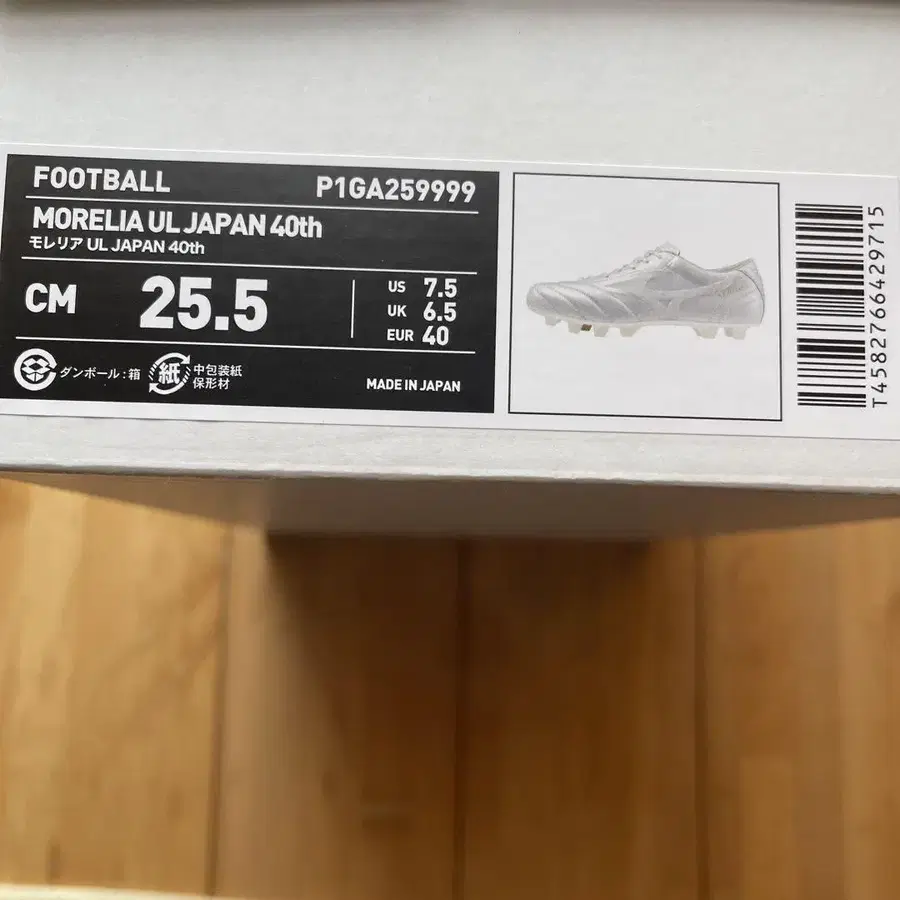 FOOTBALL P1GA259999
MORELIA UL JAPAN 40th
モレリア UL JAPAN 40th
CM 25.5
US 7.5
UK 6.5
EUR 40
ダンボール:箱
紙 中包装紙
保形材
MADE IN JAPAN
T4582766429715